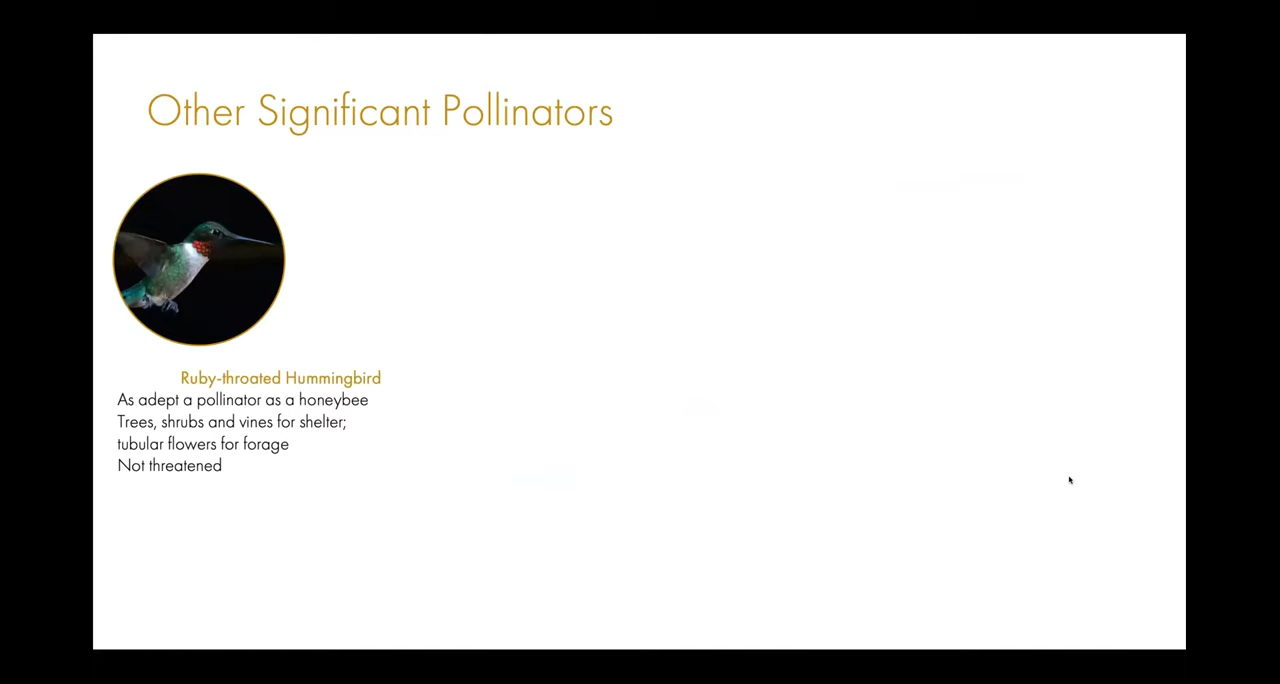 Other Significant Pollinators
Ruby-throated Hummingbird
As adept a pollinator as a honeybee
Trees, shrubs and vines for shelter;
tubular flowers for forage
Not threatened